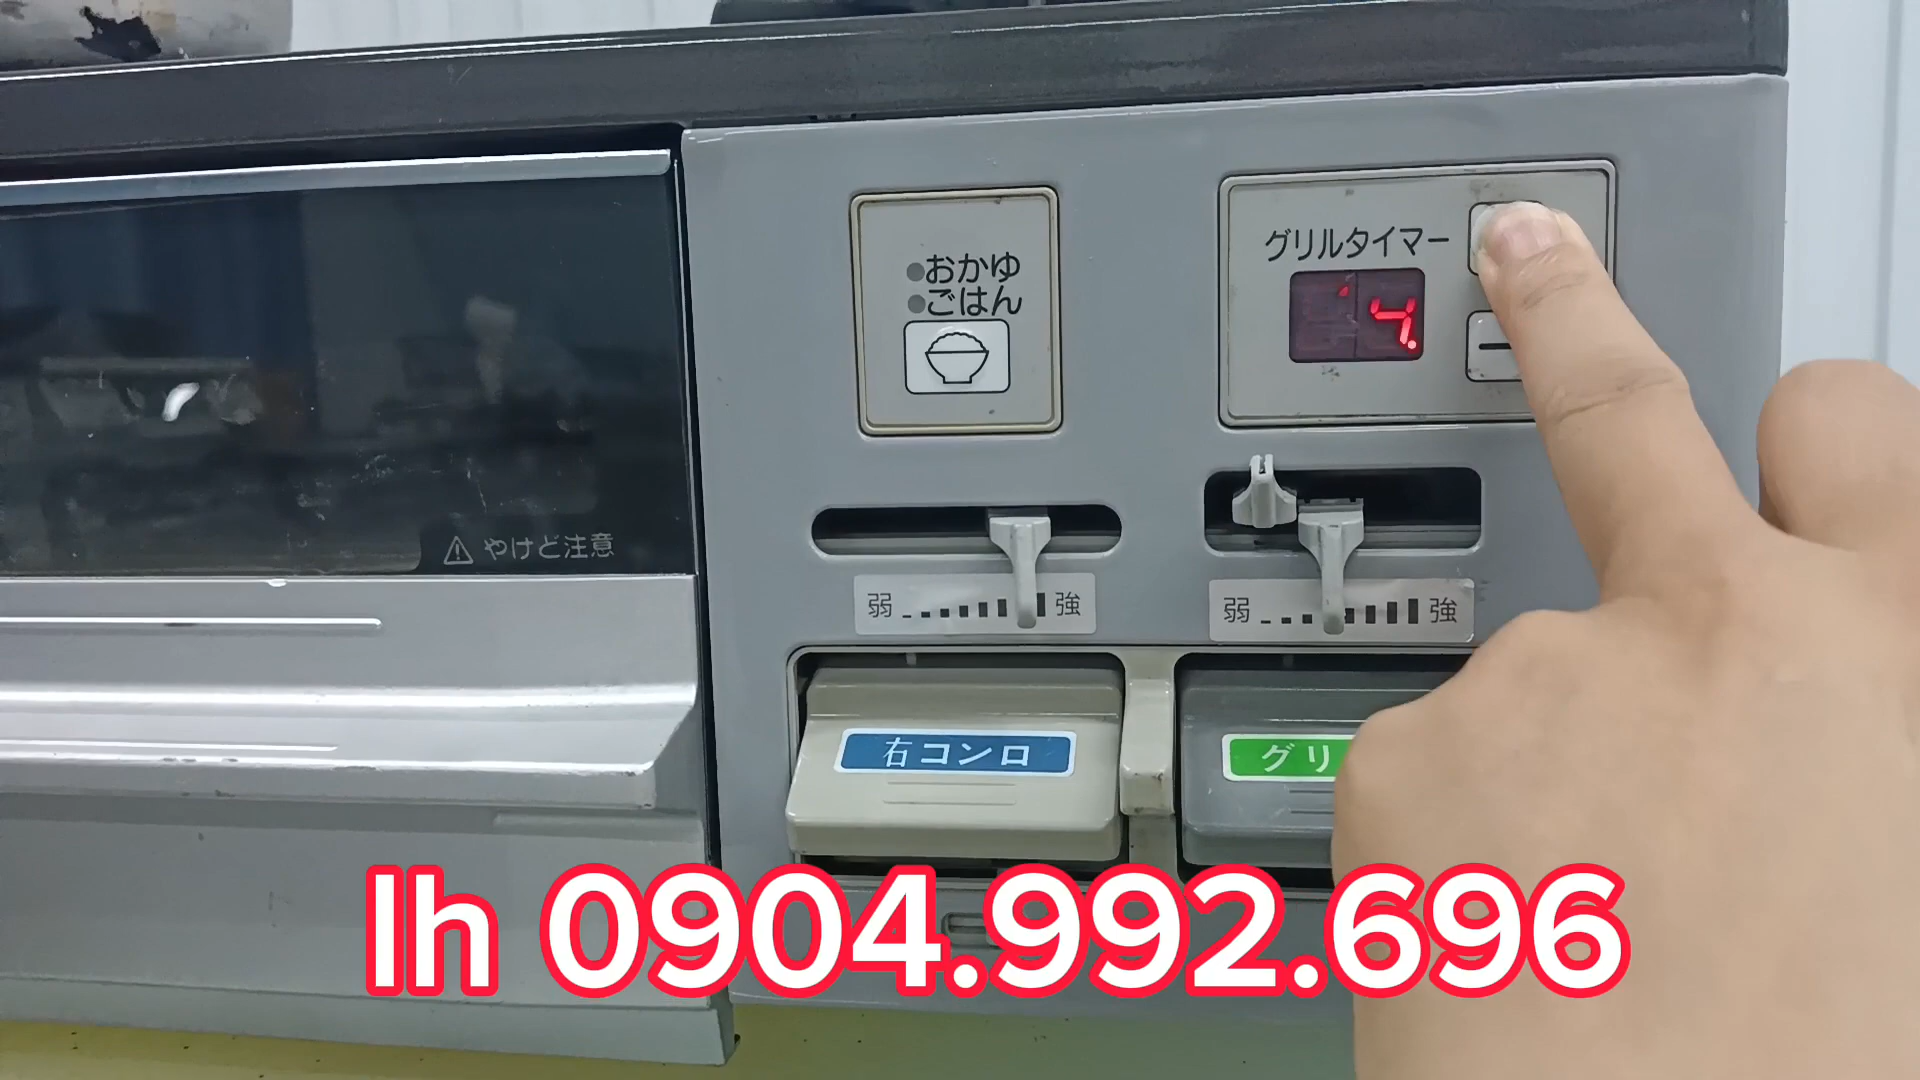 おかゆ
ごはん
グリルタイマー
4.
やけど注意
弱 強
弱 強
右コンロ
グリ
lh 0904.992.696